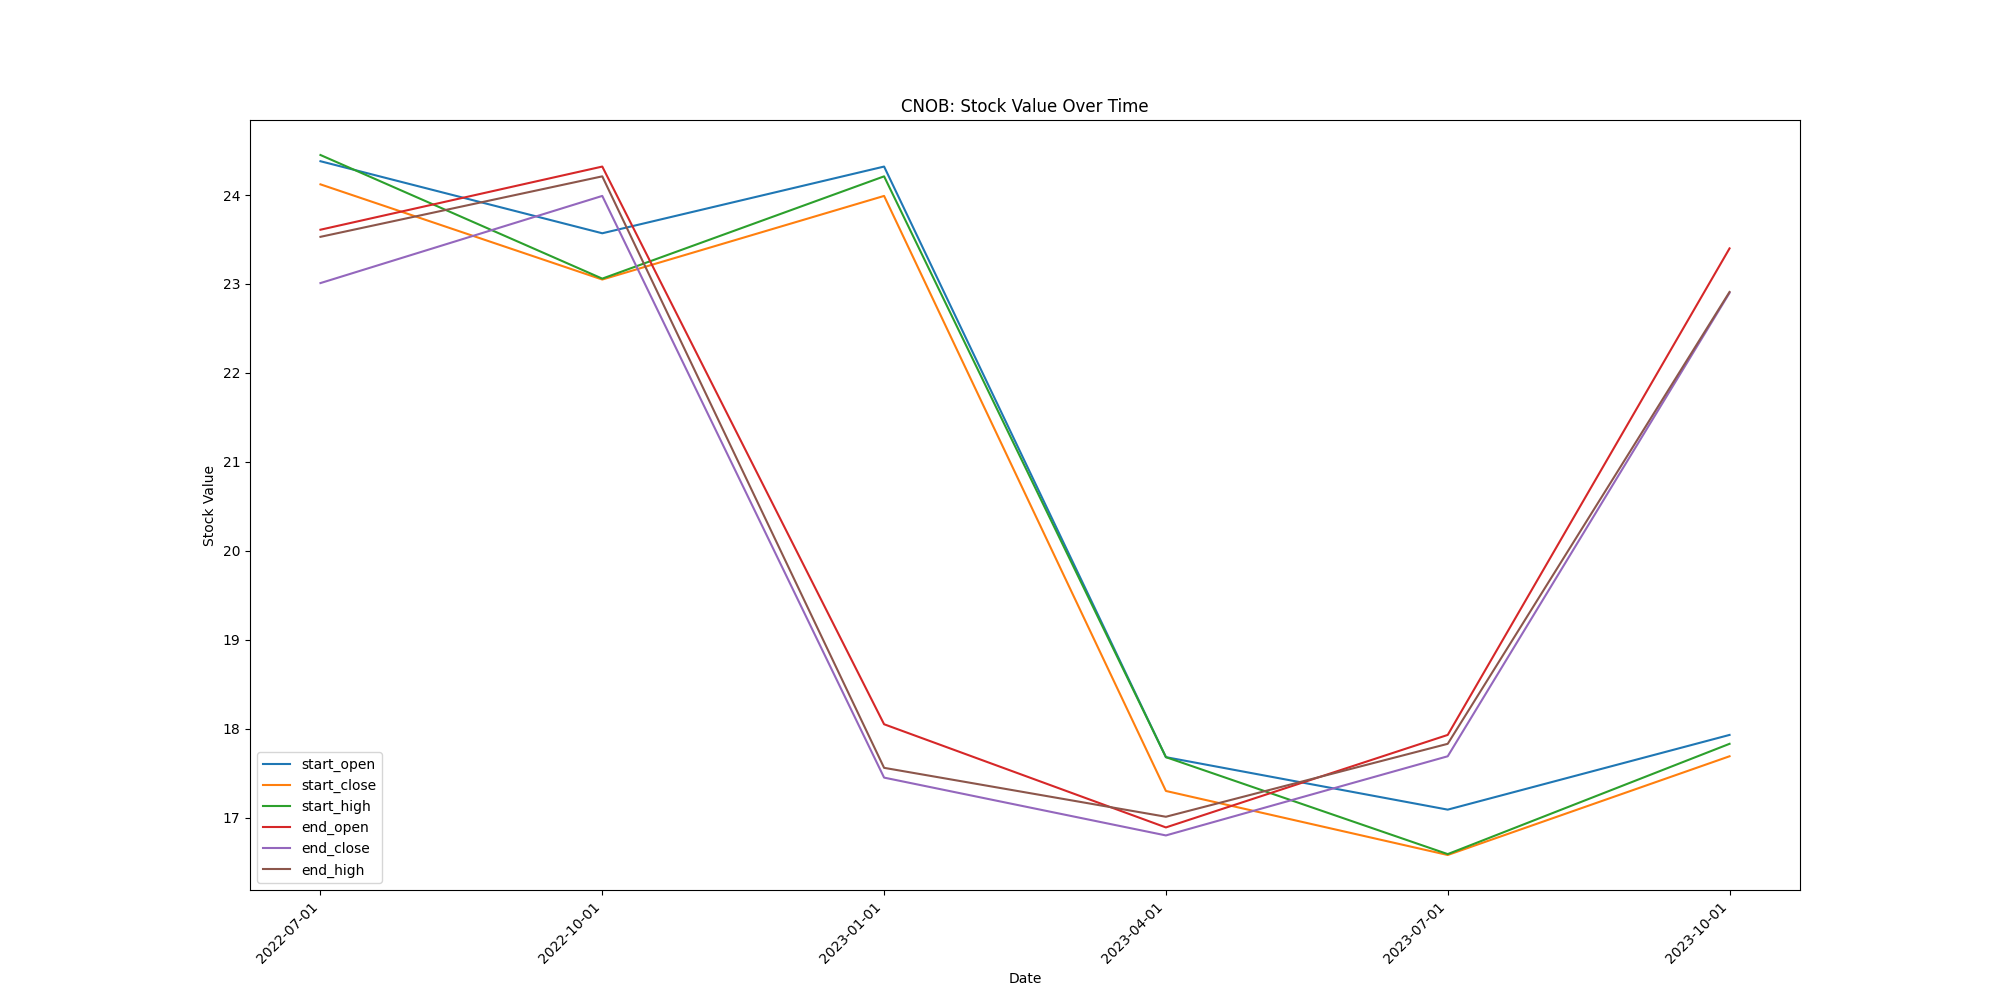 CNOB: Stock Value Over Time
Stock Value
24
23
22
21
20
19
18
17
start_open
start_close
start_high
end_open
end_close
end_high
2022-07-01
2022-10-01
2023-01-01
2023-04-01
2023-07-01
2023-10-01
Date